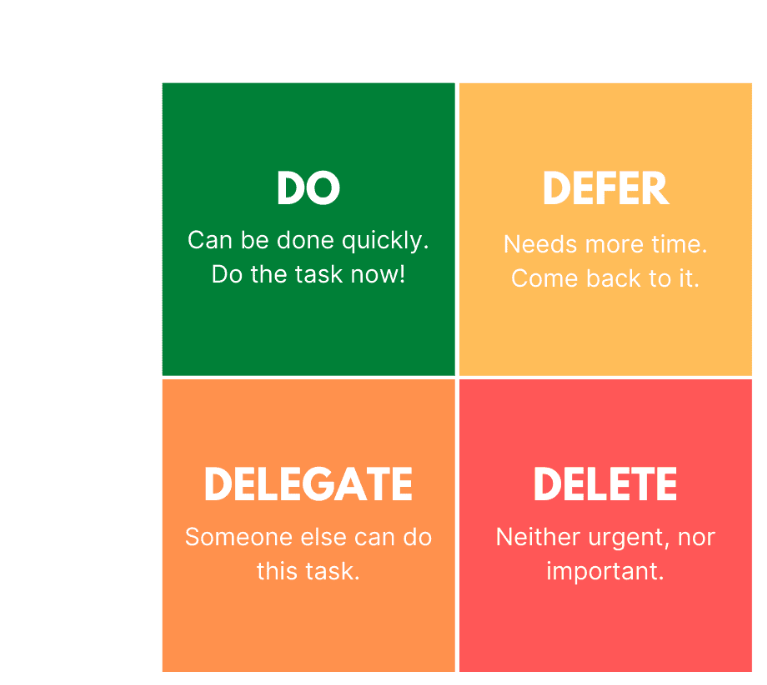 DO
Can be done quickly.
Do the task now!
DEFER
Needs more time.
Come back to it.
DELEGATE
Someone else can do
this task.
DELETE
Neither urgent, nor
important.